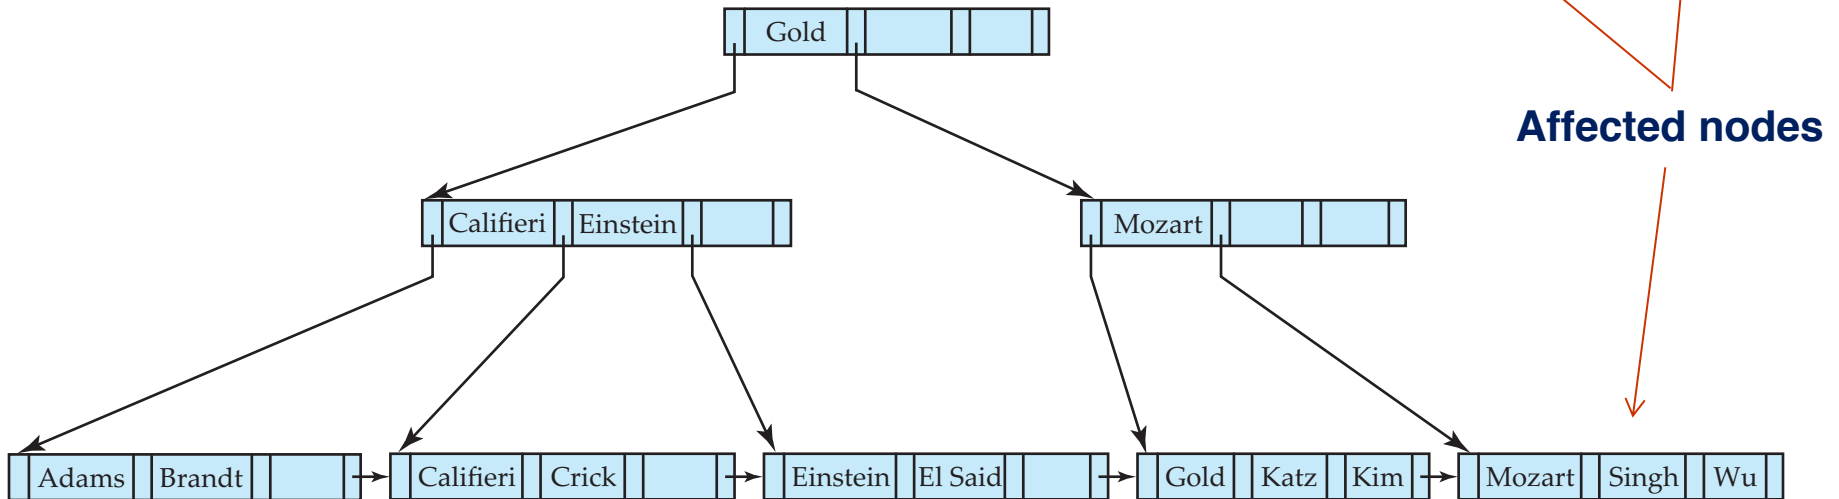 Gold
Affected nodes
Califieri Einstein Mozart
Adams Brandt Califieri Crick Einstein El Said Gold Katz Kim Mozart Singh Wu